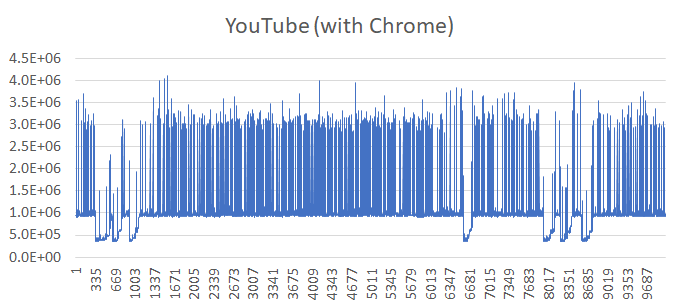 YouTube (with Chrome)
4.5E+06
4.0E+06
3.5E+06
3.0E+06
2.5E+06
2.0E+06
1.5E+06
1.0E+06
5.0E+05
0.0E+00
1
335
669
1003
1337
1671
2005
2339
2673
3007
3341
3675
4009
4343
4677
5011
5345
5679
6013
6347
6681
7015
7349
7683
8017
8351
8685
9019
9353
9687